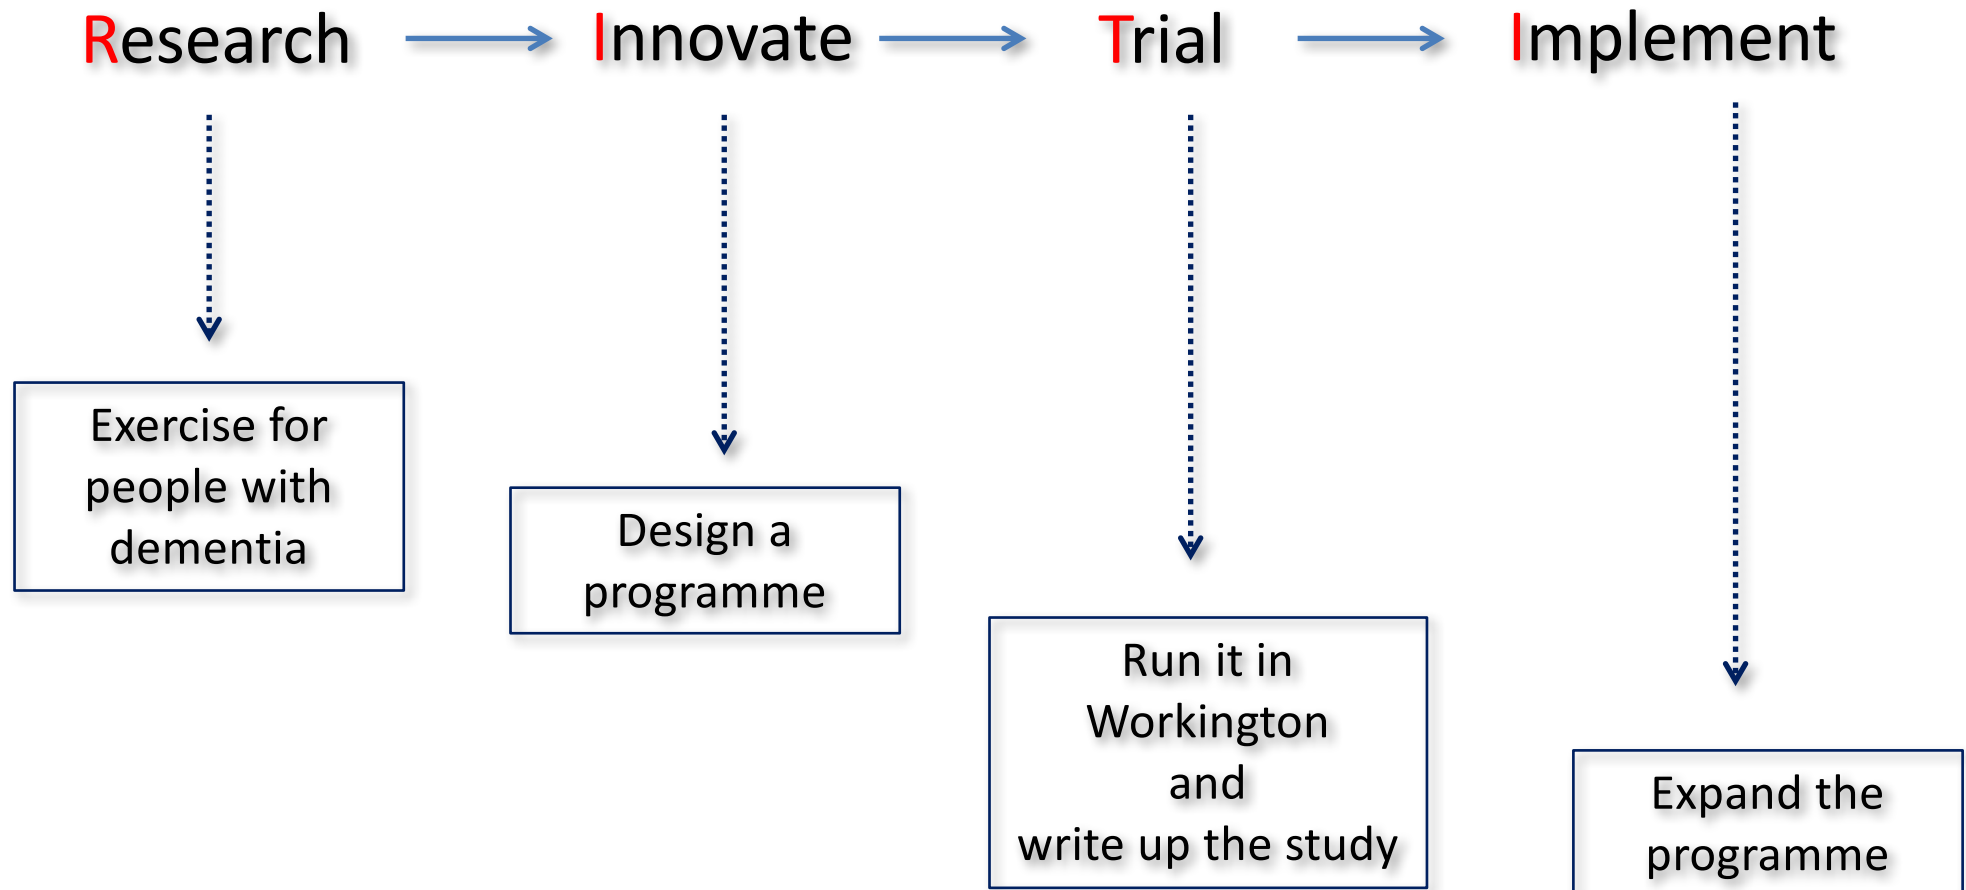 Research Innovate Trial Implement
Exercise for
people with
dementia
Design a
programme
Run it in
Workington
and
write up the study
Expand the
programme